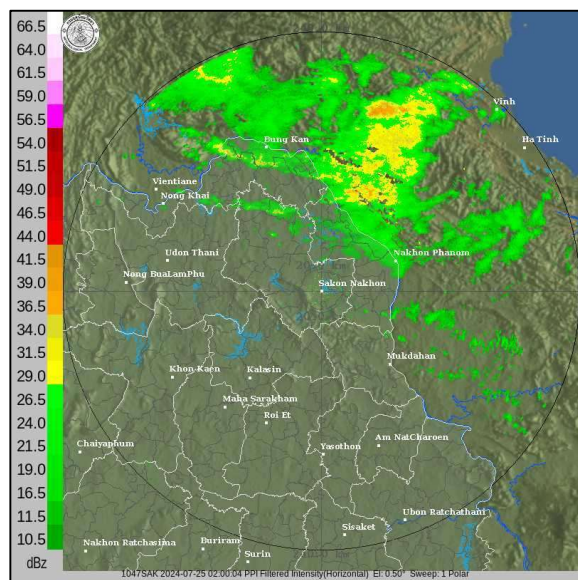 66.5
64.0
61.5
59.0
56.5
54.0
51.5
49.0
46.5
44.0
41.5
39.0
36.5
34.0
31.5
29.0
26.5
24.0
21.5
19.0
16.5
13.0
10.5
dBz
Vinh
Ha Tinh
Bung Kan
Vientiane
Nong Khai
Udon Thani
Nakhon Phanom
Nong BuaLamPhu
Sakon Nakhon
Mukdahan
Khon Kaen
Kalasin
Maha Sarakham
Roi Et
Chaiyaphum
Yasothon
Am NatCharoen
Ubon Ratchathani
Sisaket
Nakhon Ratchasima
Buriram
Surin
1047SAK 2024-07-25 02:00:04 PPI Filtered Intensity(Horizontal) El: 0.50° Sweep: 1 Polar